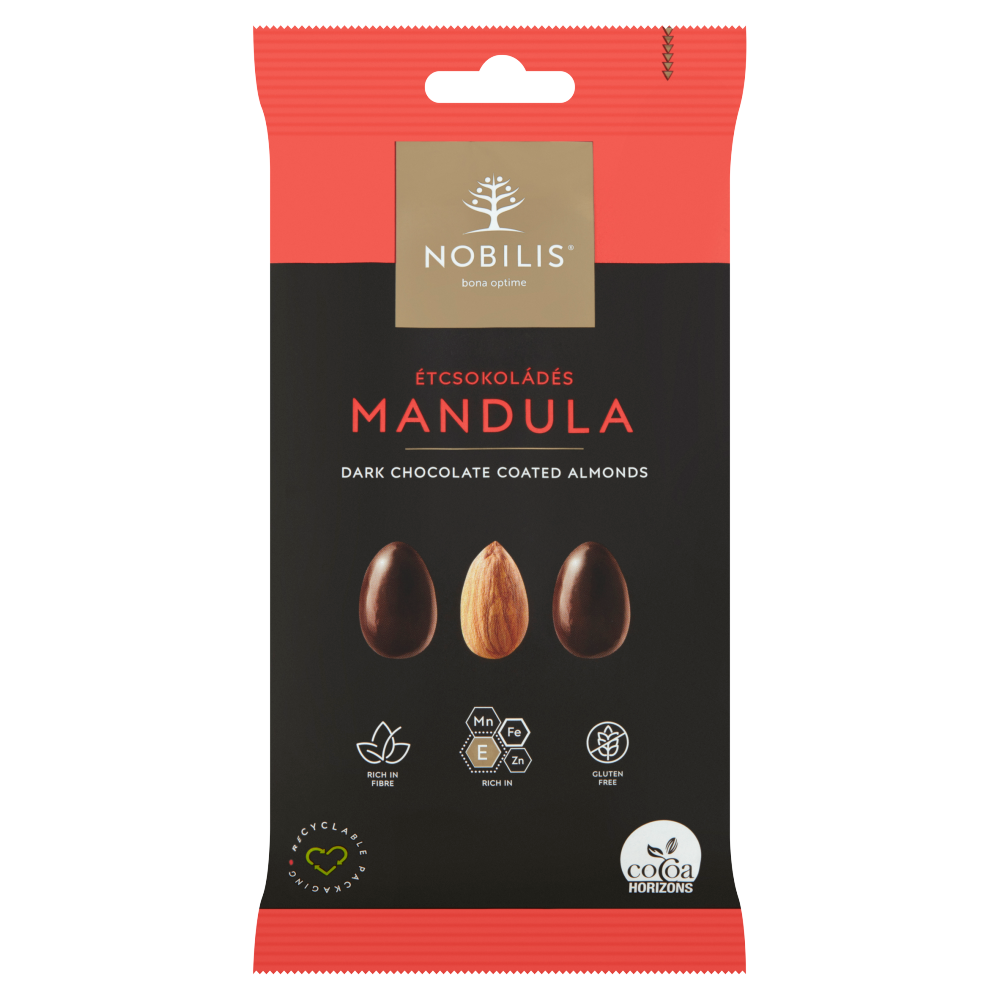 NOBILIS®
bona optime
ÉTCSOKOLÁDÉS
MANDULA
DARK CHOCOLATE COATED ALMONDS
Mn
Fe
E
Zn
RICH IN
FIBRE
RICH IN
GLUTEN
FREE
RECYCLABLE PACKAGING
cocoa
HORIZONS